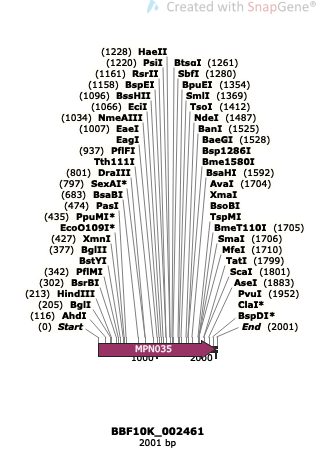 Created with SnapGene®
(1228) HaeII
(1220) PsiI BtsαI (1261)
(1161) RsrII SbfI (1280)
(1158) BspEI BpuEI (1354)
(1096) BssHII SmlI (1369)
(1066) EciI TsoI (1412)
(1034) NmeAIII NdeI (1487)
(1007) EaeI BanI (1525)
EagI BaeGI (1528)
(937) PflFI Bsp1286I
Tth111I Bme1580I
(801) DraIII BsaHI (1592)
(797) SexAI* AvaI (1704)
(683) BsaBI XmaI
(474) PasI BsoBI
(435) PpuMI* TspMI
EcoO109I* BmeT110I (1705)
(427) XmnI SmaI (1706)
(377) BglII MfeI (1710)
BstYI TatI (1799)
(342) PflMI ScaI (1801)
(302) BsrBI AseI (1883)
(213) HindIII PvuI (1952)
(205) BglI ClaI*
(116) AhdI BspDI*
(0) Start End (2001)
MPN035
1000 2000
BBF10K_002461
2001 bp